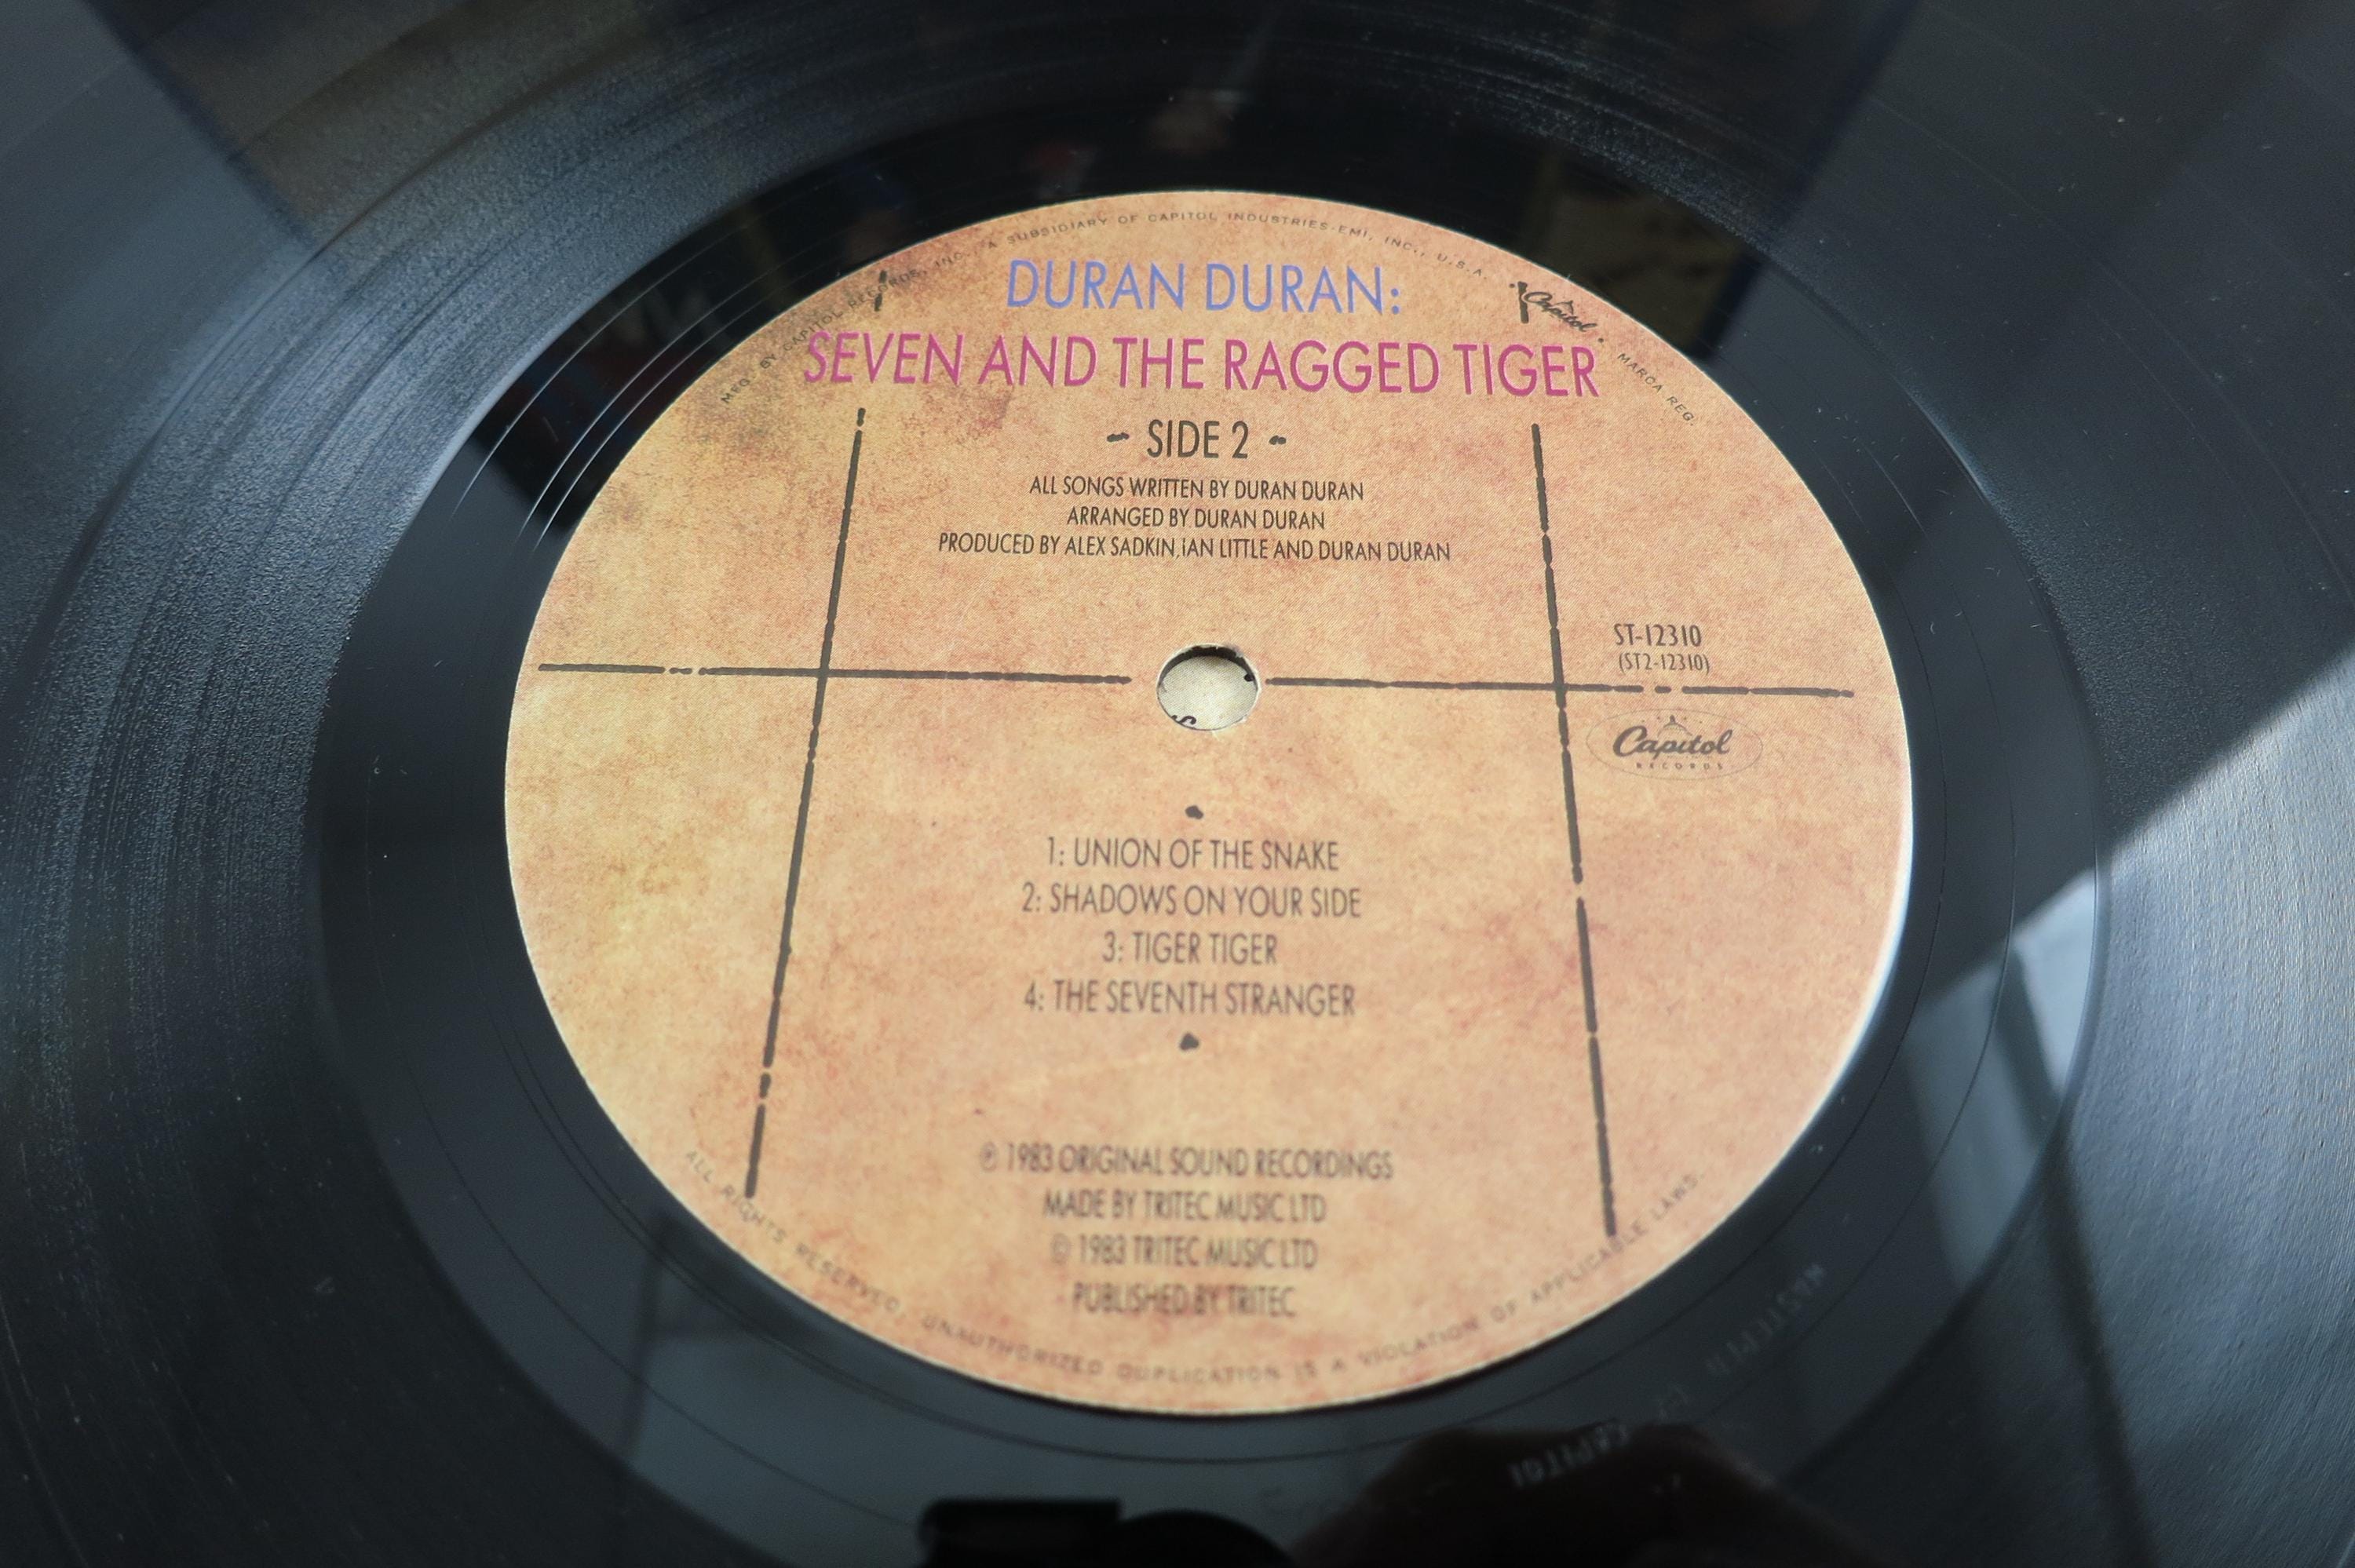 MFG. BY CAPITOL RECORDS, INC., A SUBSIDIARY OF CAPITOL INDUSTRIES-EMI, INC., U.S.A.
Capitol • MARCA REG.
DURAN DURAN:
SEVEN AND THE RAGGED TIGER
- SIDE 2 -
ALL SONGS WRITTEN BY DURAN DURAN
ARRANGED BY DURAN DURAN
PRODUCED BY ALEX SADKIN, IAN LITTLE AND DURAN DURAN
ST-12310
(ST2-12310)
Capitol
RECORDS
1: UNION OF THE SNAKE
2: SHADOWS ON YOUR SIDE
3: TIGER TIGER
4: THE SEVENTH STRANGER
℗ 1983 ORIGINAL SOUND RECORDINGS
MADE BY TRITEC MUSIC LTD
© 1983 TRITEC MUSIC LTD
PUBLISHED BY TRITEC
ALL RIGHTS RESERVED. UNAUTHORIZED DUPLICATION IS A VIOLATION OF APPLICABLE LAWS.
MASTERED BY CAPITOL